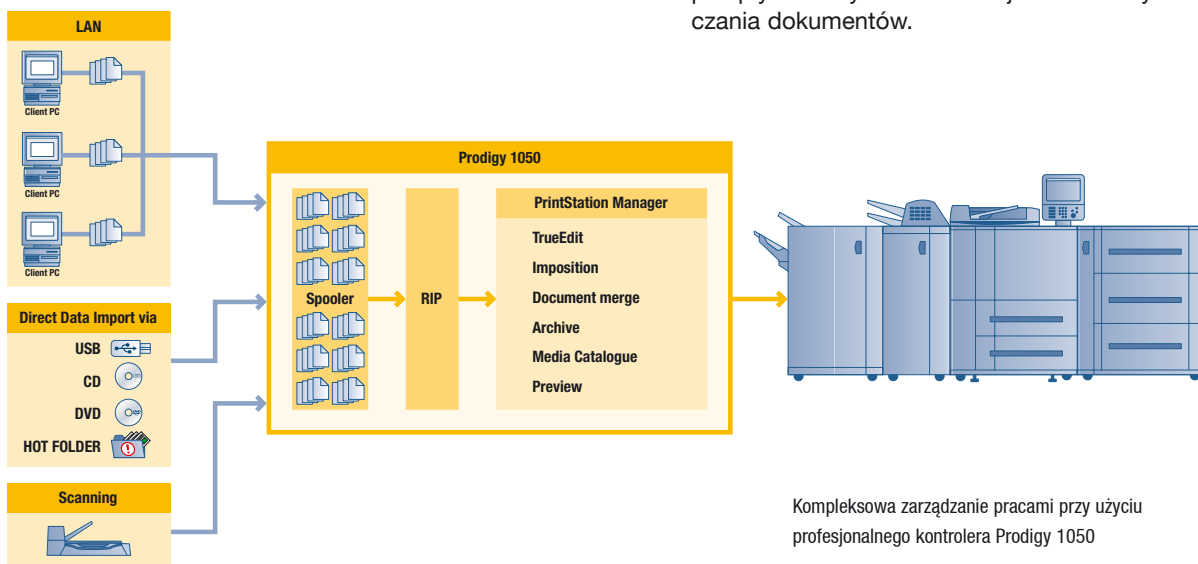 czania dokumentów.
LAN
Client PC
Client PC
Client PC
Direct Data Import via
USB
CD
DVD
HOT FOLDER
Scanning
Prodigy 1050
Spooler
RIP
PrintStation Manager
TrueEdit
Imposition
Document merge
Archive
Media Catalogue
Preview
Kompleksowa zarządzanie pracami przy użyciu
profesjonalnego kontrolera Prodigy 1050